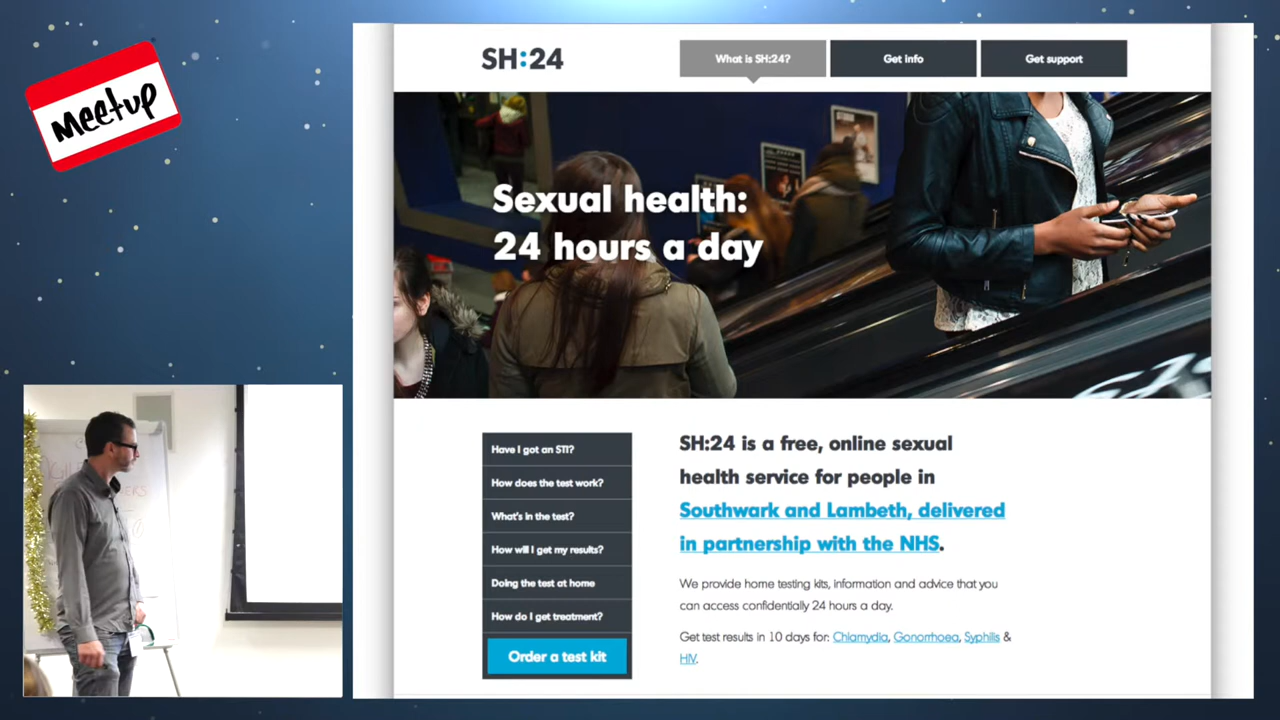 meetup
SH:24
What is SH:24?
Get info
Get support
Sexual health:
24 hours a day
Have I got an STI?
How does the test work?
What's in the test?
How will I get my results?
Doing the test at home
How do I get treatment?
Order a test kit
SH:24 is a free, online sexual
health service for people in
Southwark and Lambeth, delivered
in partnership with the NHS.
We provide home testing kits, information and advice that you
can access confidentially 24 hours a day.
Get test results in 10 days for: Chlamydia, Gonorrhoea, Syphilis &
HIV.